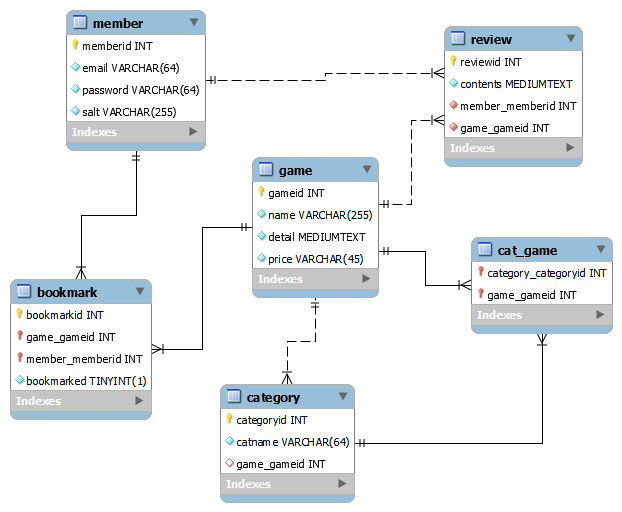 member
memberid INT
email VARCHAR(64)
password VARCHAR(64)
salt VARCHAR(255)
Indexes
review
reviewid INT
contents MEDIUMTEXT
member_memberid INT
game_gameid INT
Indexes
game
gameid INT
name VARCHAR(255)
detail MEDIUMTEXT
price VARCHAR(45)
Indexes
cat_game
category_categoryid INT
game_gameid INT
Indexes
bookmark
bookmarkid INT
game_gameid INT
member_memberid INT
bookmarked TINYINT(1)
Indexes
category
categoryid INT
catname VARCHAR(64)
game_gameid INT
Indexes